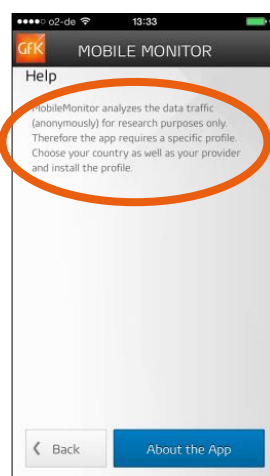 o2-de 13:33
GFK MOBILE MONITOR
Help
MobileMonitor analyzes the data traffic
(anonymously) for research purposes only.
Therefore the app requires a specific profile.
Choose your country as well as your provider
and install the profile.
Back About the App